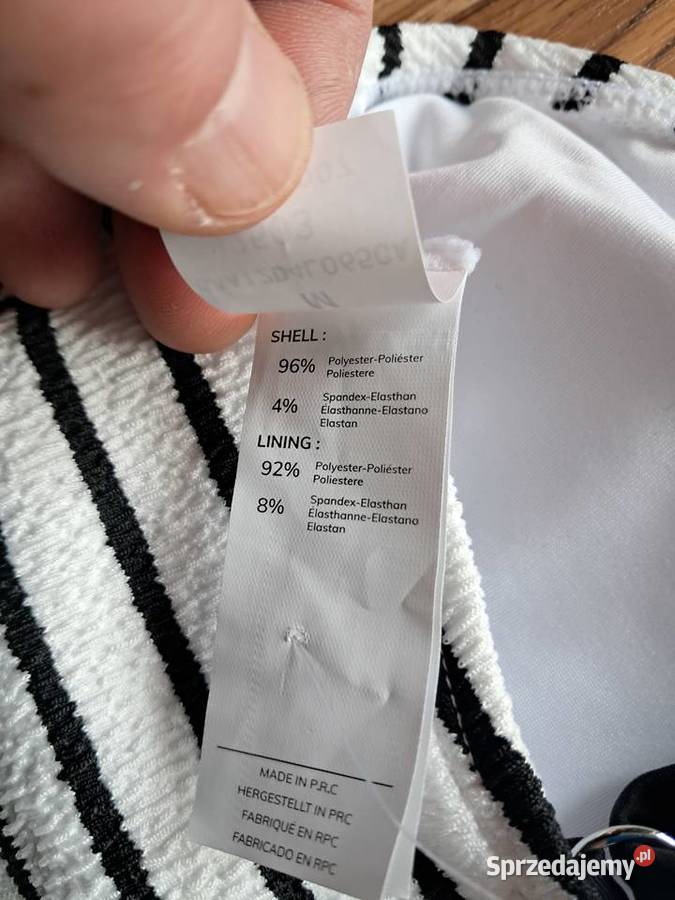 M
SHELL :
96% Polyester-Poliéster
Poliestere
4% Spandex-Elasthan
Élasthanne-Elastano
Elastan
LINING :
92% Polyester-Poliéster
Poliestere
8% Spandex-Elasthan
Élasthanne-Elastano
Elastan
MADE IN P.R.C
HERGESTELLT IN PRC
FABRIQUÉ EN RPC
FABRICADO EN RPC
Sprzedajemy.pl